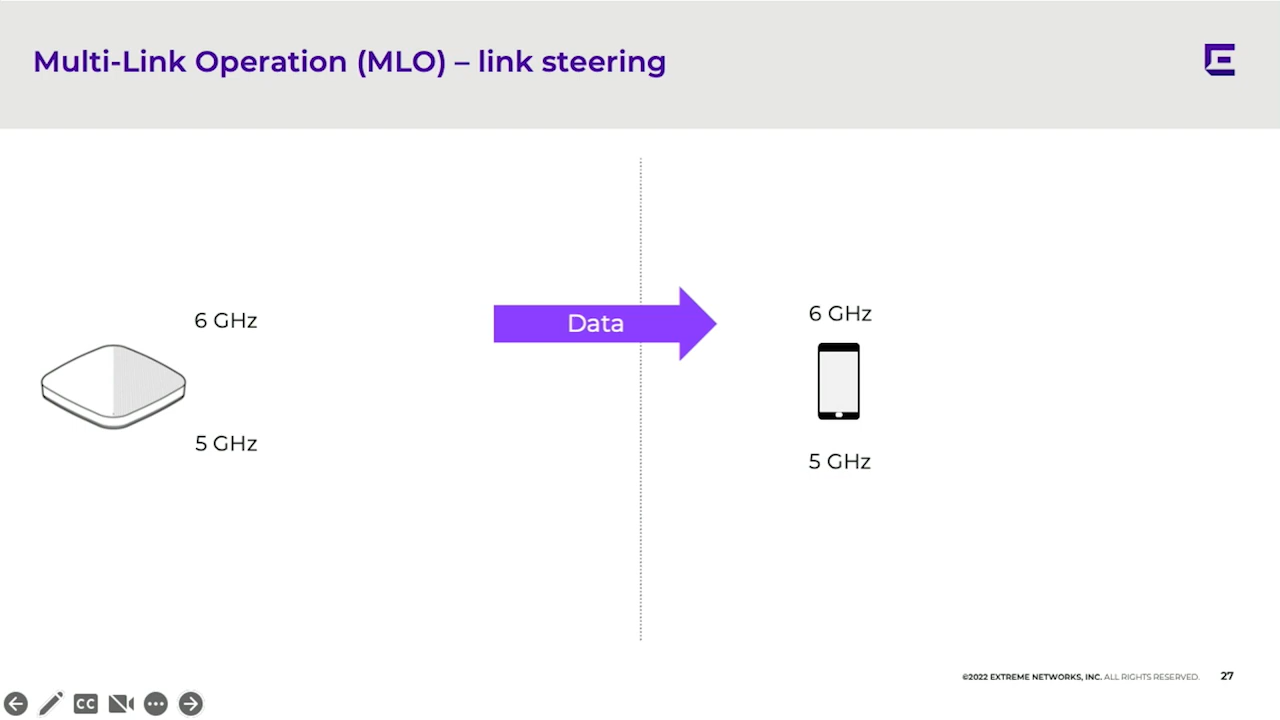 Multi-Link Operation (MLO) – link steering
6 GHz
Data
6 GHz
5 GHz
5 GHz
©2022 EXTREME NETWORKS, INC. ALL RIGHTS RESERVED.
27
CC